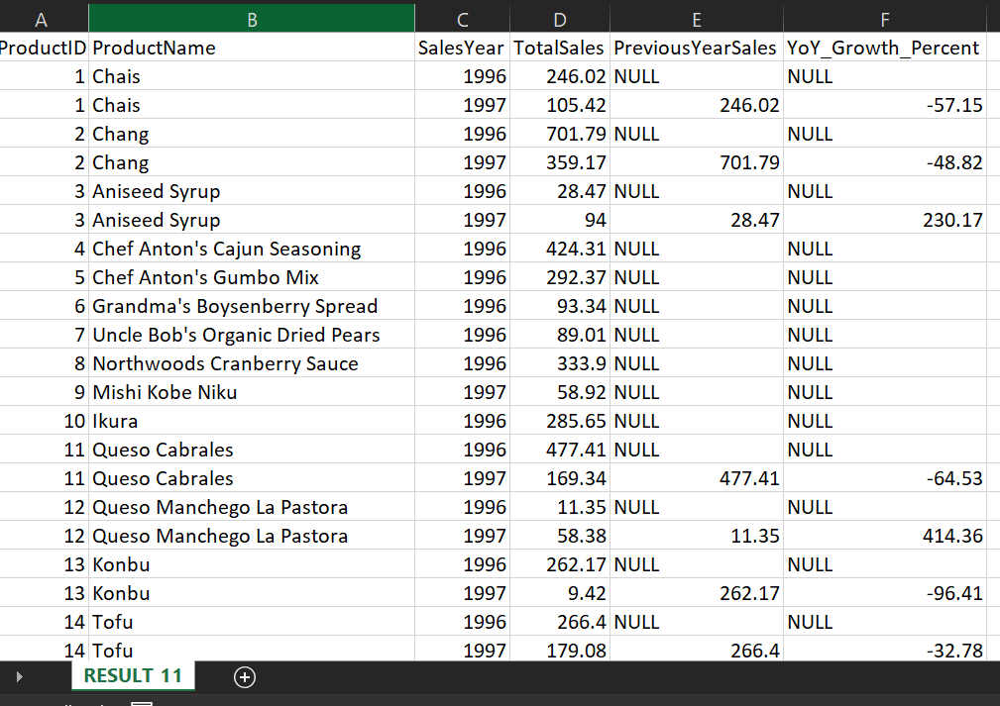 A B C D E F
ProductID ProductName SalesYear TotalSales PreviousYearSales YoY_Growth_Percent
1 Chais 1996 246.02 NULL NULL
1 Chais 1997 105.42 246.02 -57.15
2 Chang 1996 701.79 NULL NULL
2 Chang 1997 359.17 701.79 -48.82
3 Aniseed Syrup 1996 28.47 NULL NULL
3 Aniseed Syrup 1997 94 28.47 230.17
4 Chef Anton's Cajun Seasoning 1996 424.31 NULL NULL
5 Chef Anton's Gumbo Mix 1996 292.37 NULL NULL
6 Grandma's Boysenberry Spread 1996 93.34 NULL NULL
7 Uncle Bob's Organic Dried Pears 1996 89.01 NULL NULL
8 Northwoods Cranberry Sauce 1996 333.9 NULL NULL
9 Mishi Kobe Niku 1997 58.92 NULL NULL
10 Ikura 1996 285.65 NULL NULL
11 Queso Cabrales 1996 477.41 NULL NULL
11 Queso Cabrales 1997 169.34 477.41 -64.53
12 Queso Manchego La Pastora 1996 11.35 NULL NULL
12 Queso Manchego La Pastora 1997 58.38 11.35 414.36
13 Konbu 1996 262.17 NULL NULL
13 Konbu 1997 9.42 262.17 -96.41
14 Tofu 1996 266.4 NULL NULL
14 Tofu 1997 179.08 266.4 -32.78
RESULT 11